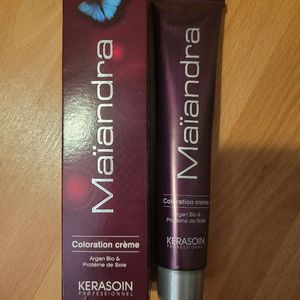 Maïandra
Coloration crème
Argan Bio &
Protéine de Soie
KERASOIN
PROFESSIONNEL
Maïandra
Coloration crème
Argan Bio &
Protéine de Soie
KERASOIN
PROFESSIONNEL